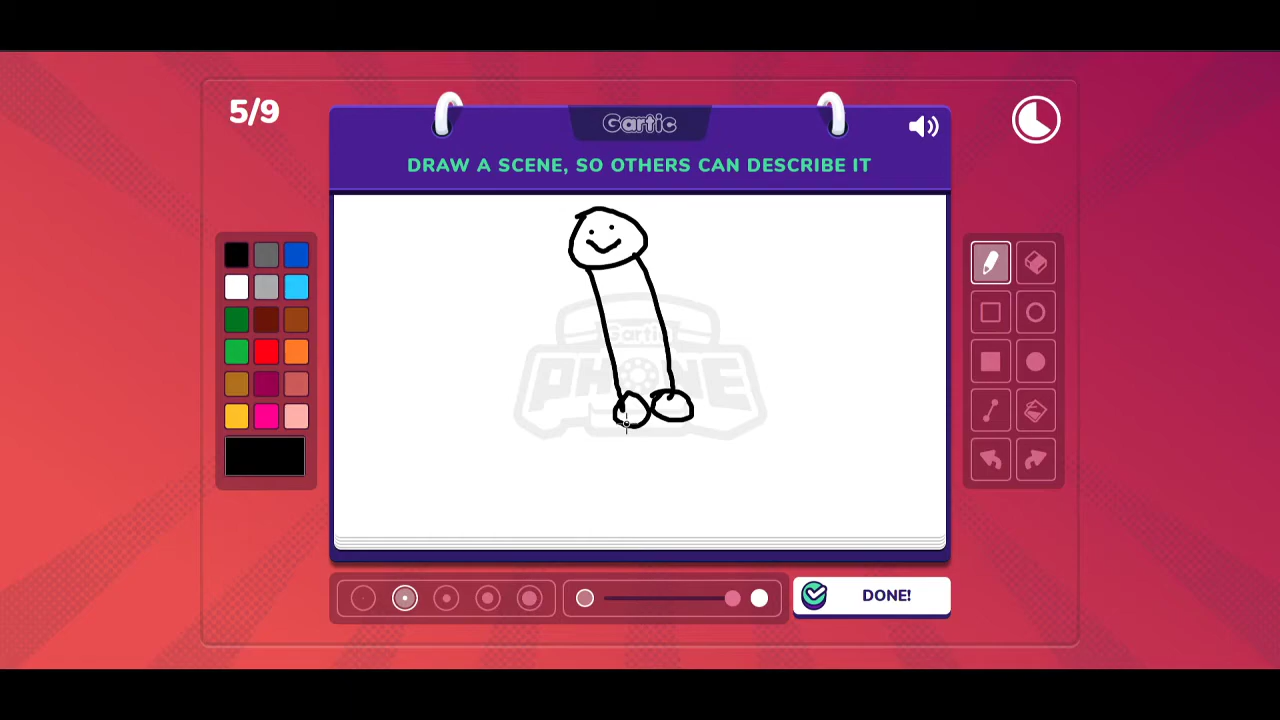 5/9
Gartic
DRAW A SCENE, SO OTHERS CAN DESCRIBE IT
Gartic
PHONE
DONE!